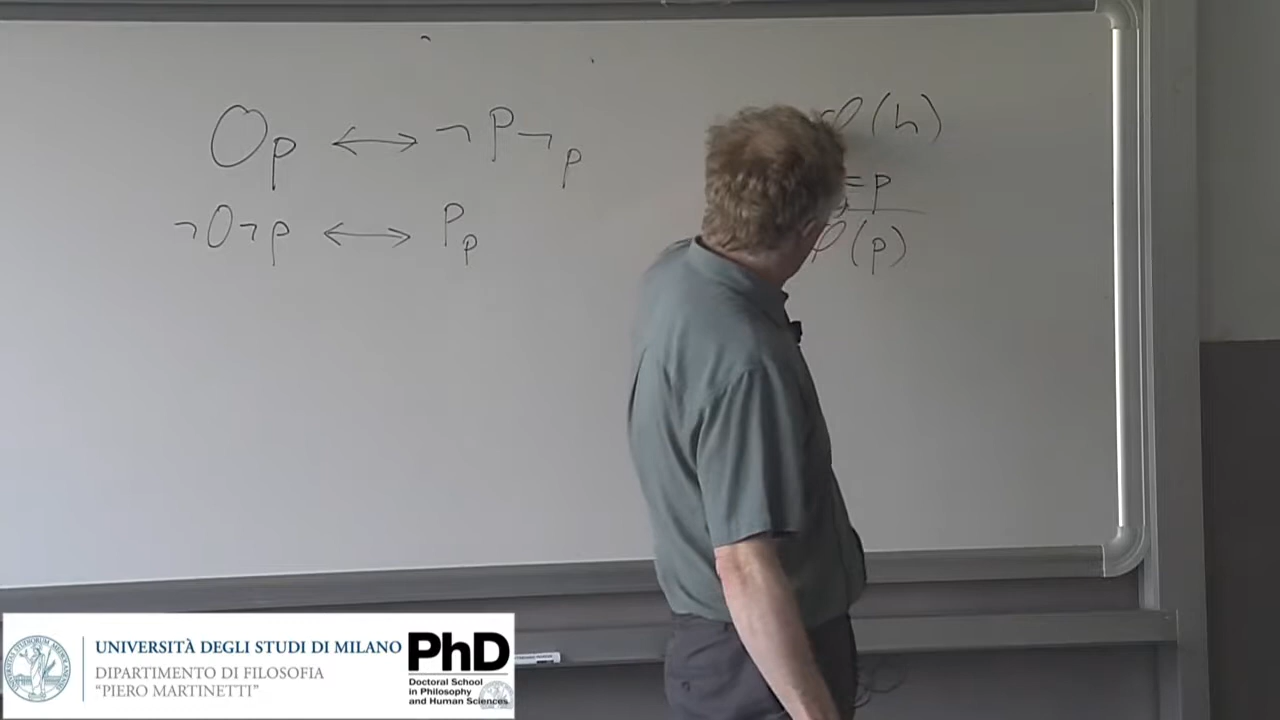 Op ↔ ¬P¬p
¬O¬p ↔ Pp
(h)
= p
(p)
UNIVERSITÀ DEGLI STUDI DI MILANO
DIPARTIMENTO DI FILOSOFIA
"PIERO MARTINETTI"
PhD
Doctoral School
in Philosophy
and Human Sciences